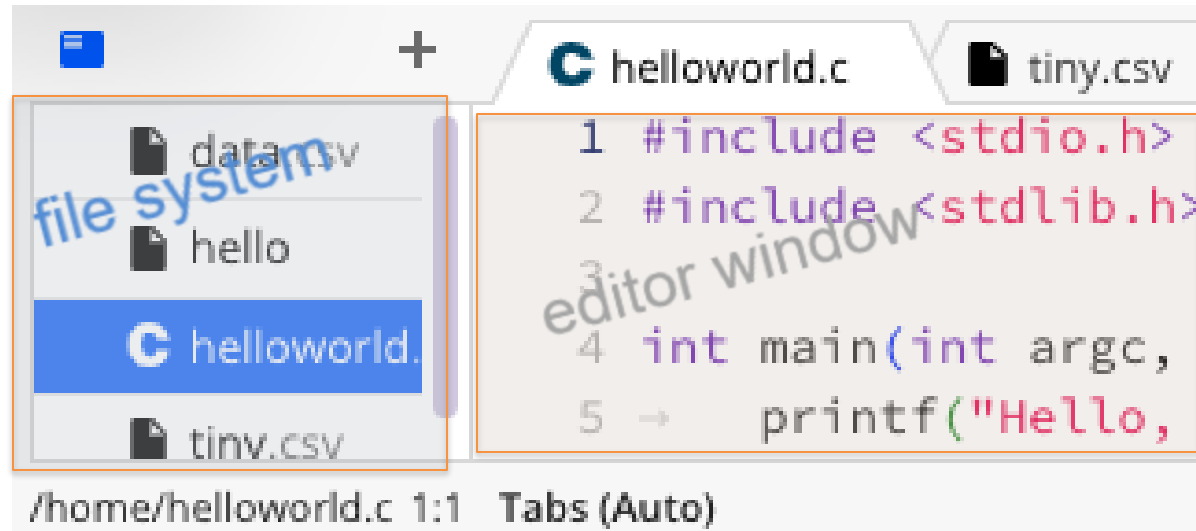 helloworld.c tiny.csv
data.csv
file system
hello
helloworld.
tiny.csv
1 #include <stdio.h>
2 #include <stdlib.h>
3
editor window
4 int main(int argc,
5 → printf("Hello,
/home/helloworld.c 1:1 Tabs (Auto)